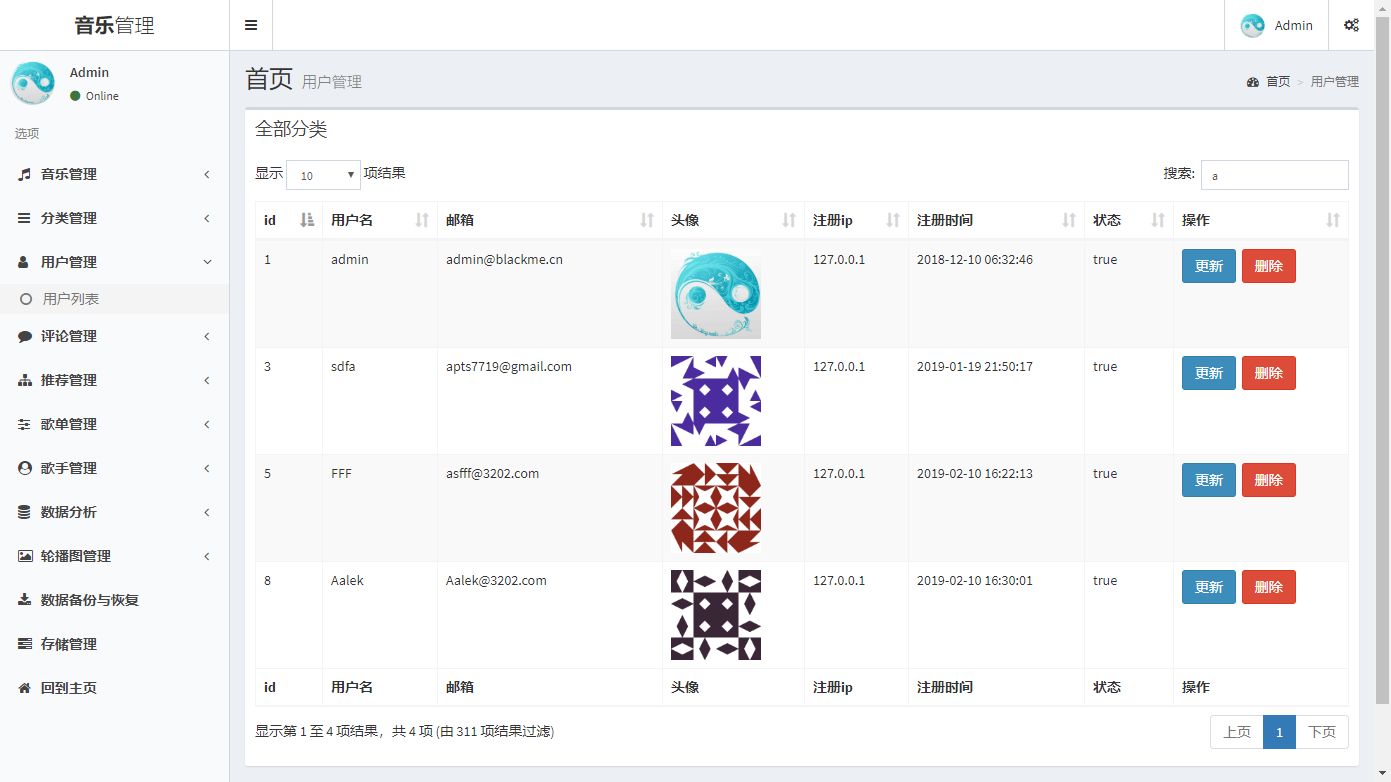 音乐管理
Admin
Admin
Online
选项
音乐管理
分类管理
用户管理
用户列表
评论管理
推荐管理
歌单管理
歌手管理
数据分析
轮播图管理
数据备份与恢复
存储管理
回到主页
首页 用户管理
首页 > 用户管理
全部分类
显示 10 项结果
搜索: a
id 用户名 邮箱 头像 注册ip 注册时间 状态 操作
1 admin admin@blackme.cn 127.0.0.1 2018-12-10 06:32:46 true 更新 删除
3 sdfa apts7719@gmail.com 127.0.0.1 2019-01-19 21:50:17 true 更新 删除
5 FFF asfff@3202.com 127.0.0.1 2019-02-10 16:22:13 true 更新 删除
8 Aalek Aalek@3202.com 127.0.0.1 2019-02-10 16:30:01 true 更新 删除
id 用户名 邮箱 头像 注册ip 注册时间 状态 操作
显示第 1 至 4 项结果，共 4 项 (由 311 项结果过滤)
上页 1 下页